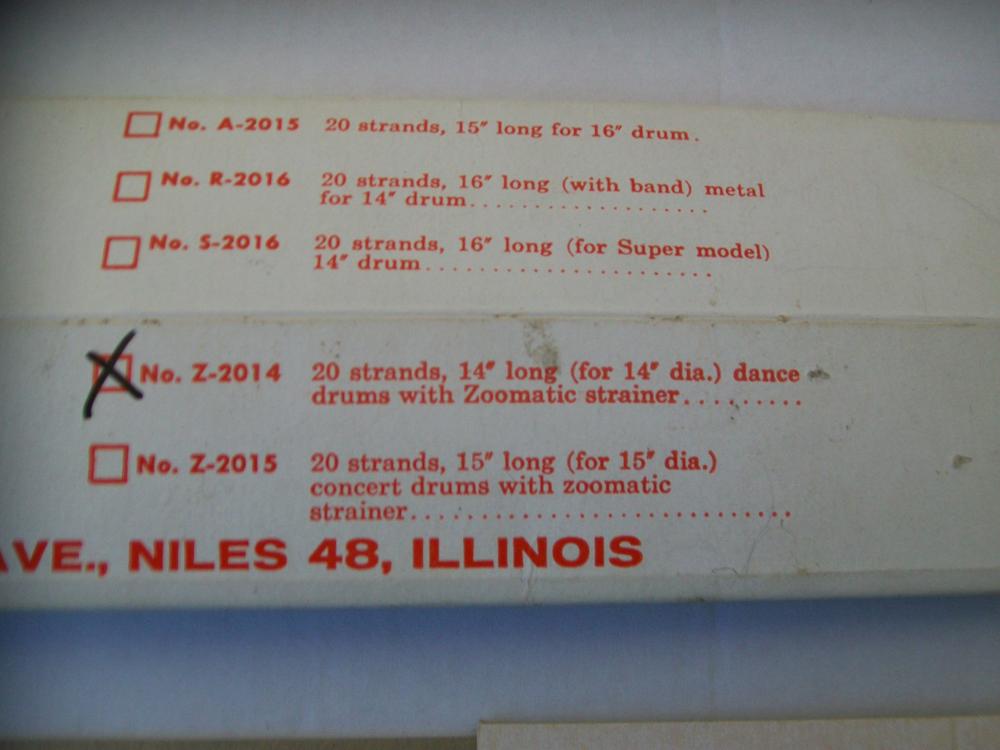 No. A-2015 20 strands, 15″ long for 16″ drum.
No. R-2016 20 strands, 16″ long (with band) metal
for 14″ drum...................
No. S-2016 20 strands, 16″ long (for Super model)
14″ drum.......................
No. Z-2014 20 strands, 14″ long (for 14″ dia.) dance
drums with Zoomatic strainer.........
No. Z-2015 20 strands, 15″ long (for 15″ dia.)
concert drums with zoomatic
strainer.............................
AVE., NILES 48, ILLINOIS